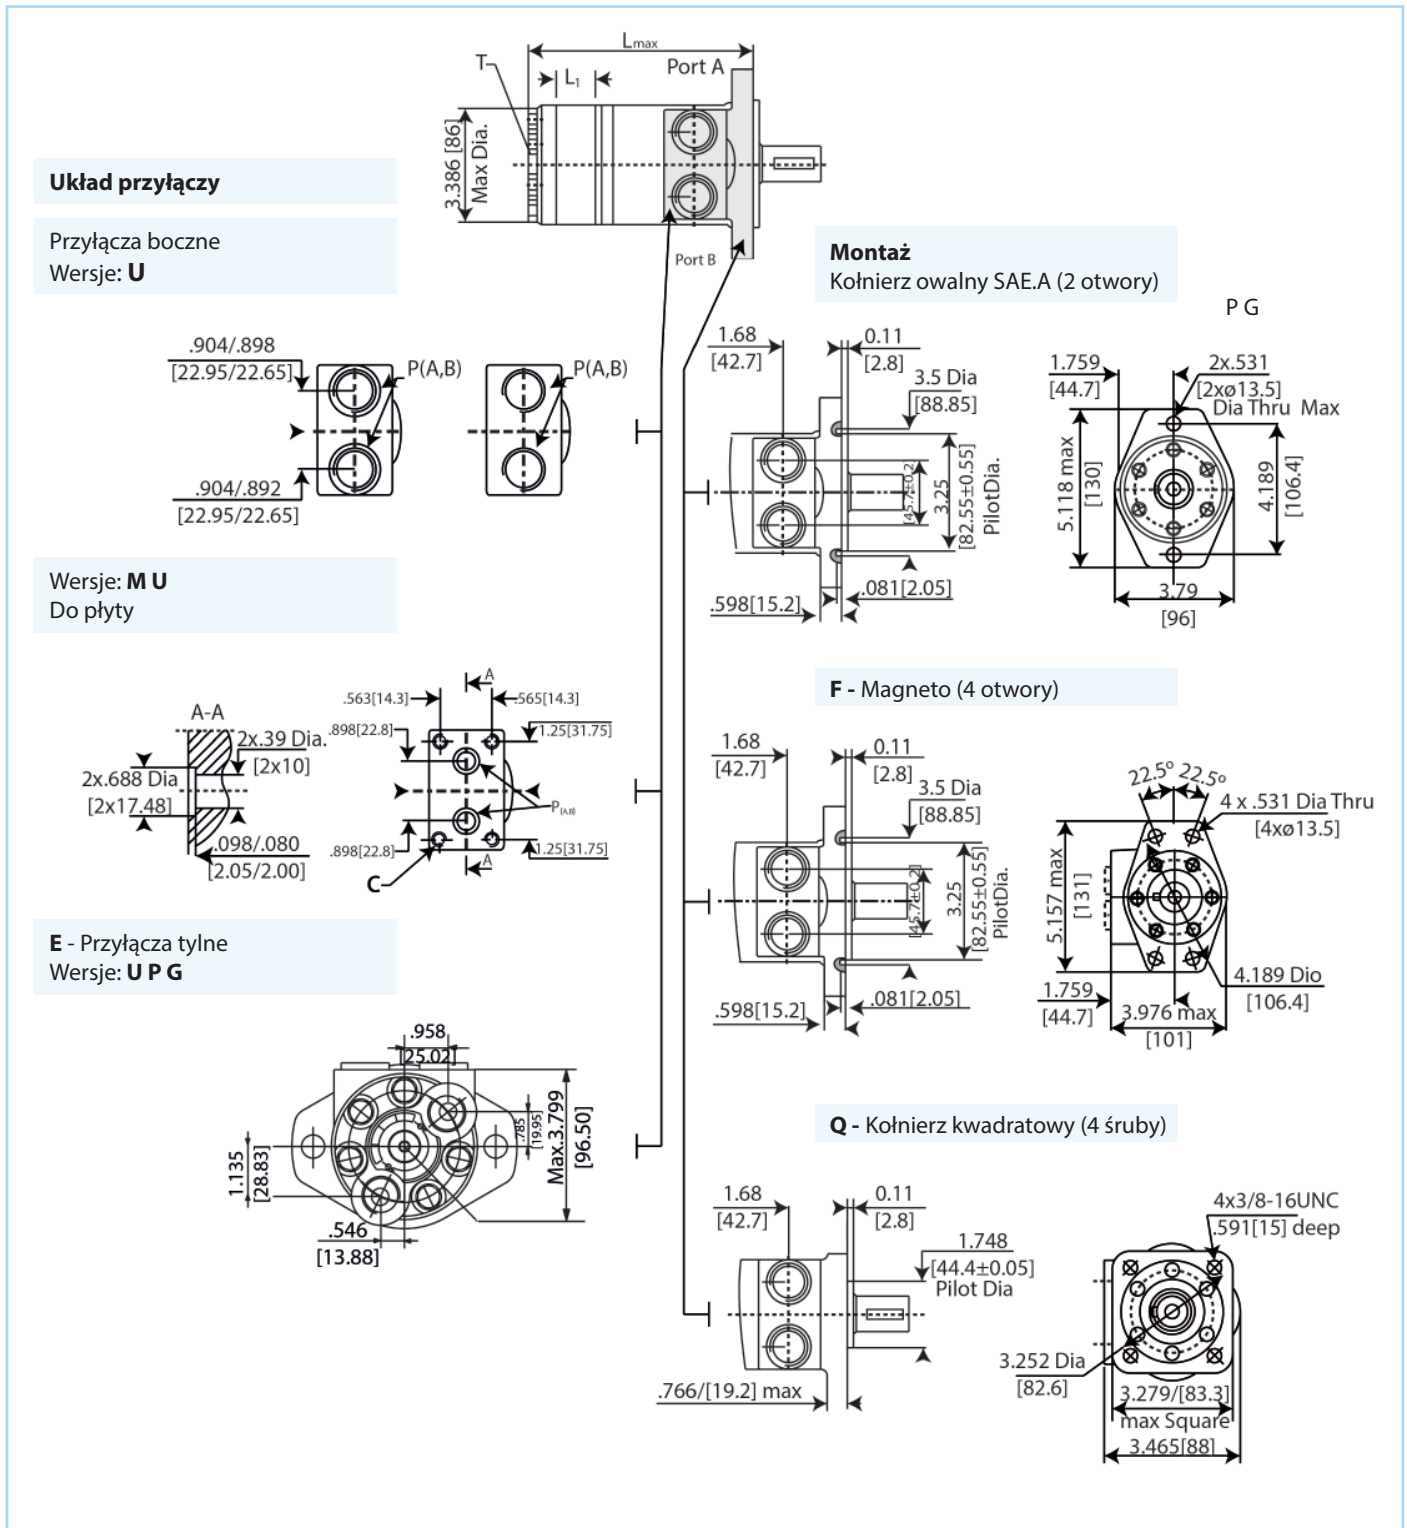 Lmax
T
L1
Port A
3.386 [86]
Max Dia.
Port B
Układ przyłączy
Przyłącza boczne
Wersje: U
.904/.898
[22.95/22.65]
P(A,B)
P(A,B)
.904/.892
[22.95/22.65]
Wersje: M U
Do płyty
A-A
2x.39 Dia.
[2x10]
2x.688 Dia
[2x17.48]
.098/.080
[2.05/2.00]
.563[14.3]
A
.565[14.3]
.898[22.8]
1.25[31.75]
P(A,B)
.898[22.8]
1.25[31.75]
A
C
E - Przyłącza tylne
Wersje: U P G
.958
25.02]
.785
[19.95]
Max.3.799
[96.50]
1.135
[28.83]
.546
[13.88]
Montaż
Kołnierz owalny SAE.A (2 otwory)
P G
1.68
[42.7]
0.11
[2.8]
3.5 Dia
[88.85]
[45.7±0.2]
3.25
[82.55±0.55]
PilotDia.
.081[2.05]
.598[15.2]
1.759
[44.7]
2x.531
[2xø13.5]
Dia Thru Max
5.118 max
[130]
4.189
[106.4]
3.79
[96]
F - Magneto (4 otwory)
1.68
[42.7]
0.11
[2.8]
3.5 Dia
[88.85]
[45.7±0.2]
3.25
[82.55±0.55]
PilotDia.
.081[2.05]
.598[15.2]
22.5º 22.5º
4 x .531 Dia Thru
[4xø13.5]
5.157 max
[131]
4.189 Dio
[106.4]
1.759
[44.7]
3.976 max
[101]
Q - Kołnierz kwadratowy (4 śruby)
1.68
[42.7]
0.11
[2.8]
1.748
[44.4±0.05]
Pilot Dia
.766/[19.2] max
4x3/8-16UNC
.591[15] deep
3.252 Dia
[82.6]
3.279/[83.3]
max Square
3.465[88]